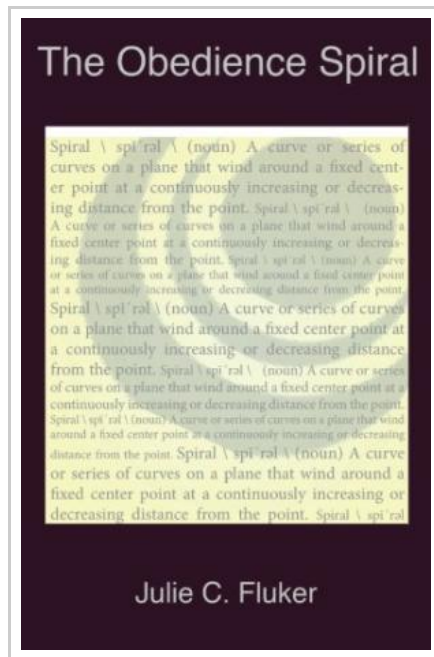 The Obedience Spiral
Spiral \ spi´rəl \ (noun) A curve or series of
curves on a plane that wind around a fixed cent-
er point at a continuously increasing or decreas-
ing distance from the point. Spiral \ spi´rəl \ (noun)
A curve or series of curves on a plane that wind around a
fixed center point at a continuously increasing or decreas-
ing distance from the point. Spiral \ spi´rəl \ (noun) A curve
or series of curves on a plane that wind around a fixed center point
at a continuously increasing or decreasing distance from the point.
Spiral \ spi´rəl \ (noun) A curve or series of curves
on a plane that wind around a fixed center point at
a continuously increasing or decreasing distance
from the point. Spiral \ spi´rəl \ (noun) A curve or series
of curves on a plane that wind around a fixed center point at a
continuously increasing or decreasing distance from the point.
Spiral \ spi´rəl \ (noun) A curve or series of curves on a plane that wind
around a fixed center point at a continuously increasing or decreasing
distance from the point. Spiral \ spi´rəl \ (noun) A curve
or series of curves on a plane that wind around a
fixed center point at a continuously increasing or
decreasing distance from the point. Spiral \ spi´rəl
Julie C. Fluker